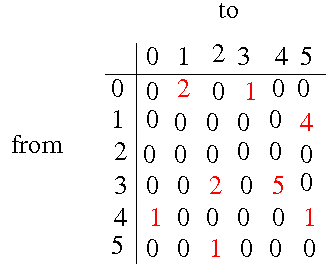 to
0 1 2 3 4 5
0 0 2 0 1 0 0
1 0 0 0 0 0 4
from
2 0 0 0 0 0 0
3 0 0 2 0 5 0
4 1 0 0 0 0 1
5 0 0 1 0 0 0